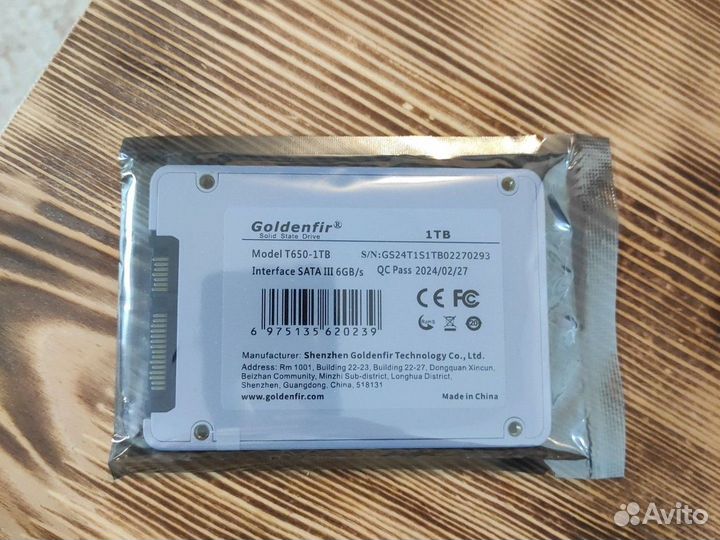 Goldenfir®
Solid State Drive
1TB
Model T650-1TB
S/N:GS24T1S1TB02270293
Interface SATA III 6GB/s
QC Pass 2024/02/27
6 975135 620239
CE FC
RoHS
20
Manufacturer: Shenzhen Goldenfir Technology Co., Ltd.
Address: Rm 1001, Building 22-23, Building 22-27, Dongquan Xincun,
Beizhan Community, Minzhi Sub-district, Longhua District,
Shenzhen, Guangdong, China, 518131
www.goldenfir.com
Made in China
Avito